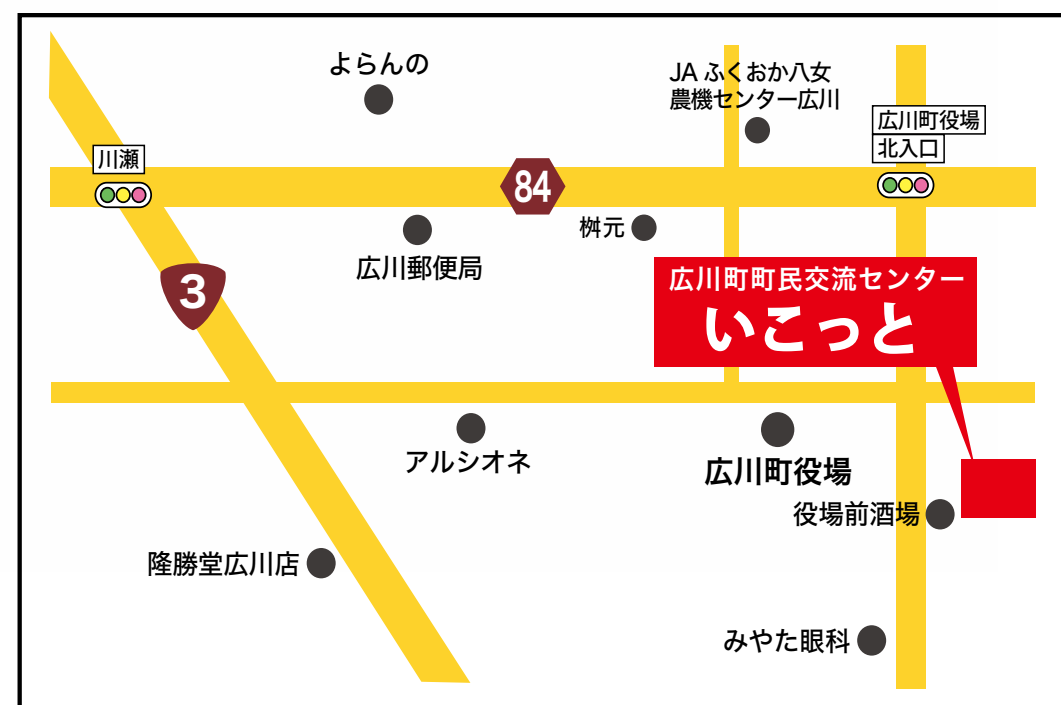 よらんの
JA ふくおか八女
農機センター広川
広川町役場
北入口
川瀬
84
桝元
広川郵便局
3
広川町町民交流センター
いこっと
アルシオネ
広川町役場
役場前酒場
隆勝堂広川店
みやた眼科